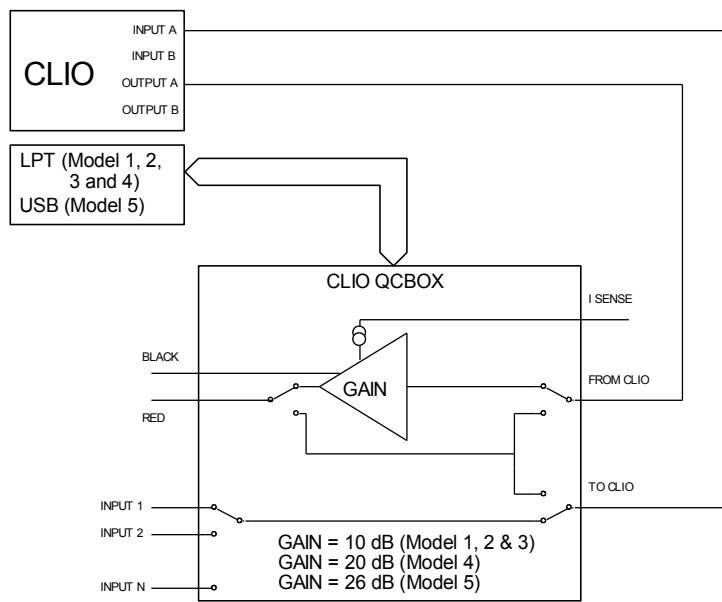 INPUT A
INPUT B
CLIO
OUTPUT A
OUTPUT B
LPT (Model 1, 2,
3 and 4)
USB (Model 5)
CLIO QCBOX
I SENSE
BLACK
GAIN
FROM CLIO
RED
TO CLIO
INPUT 1
INPUT 2
GAIN = 10 dB (Model 1, 2 & 3)
GAIN = 20 dB (Model 4)
GAIN = 26 dB (Model 5)
INPUT N